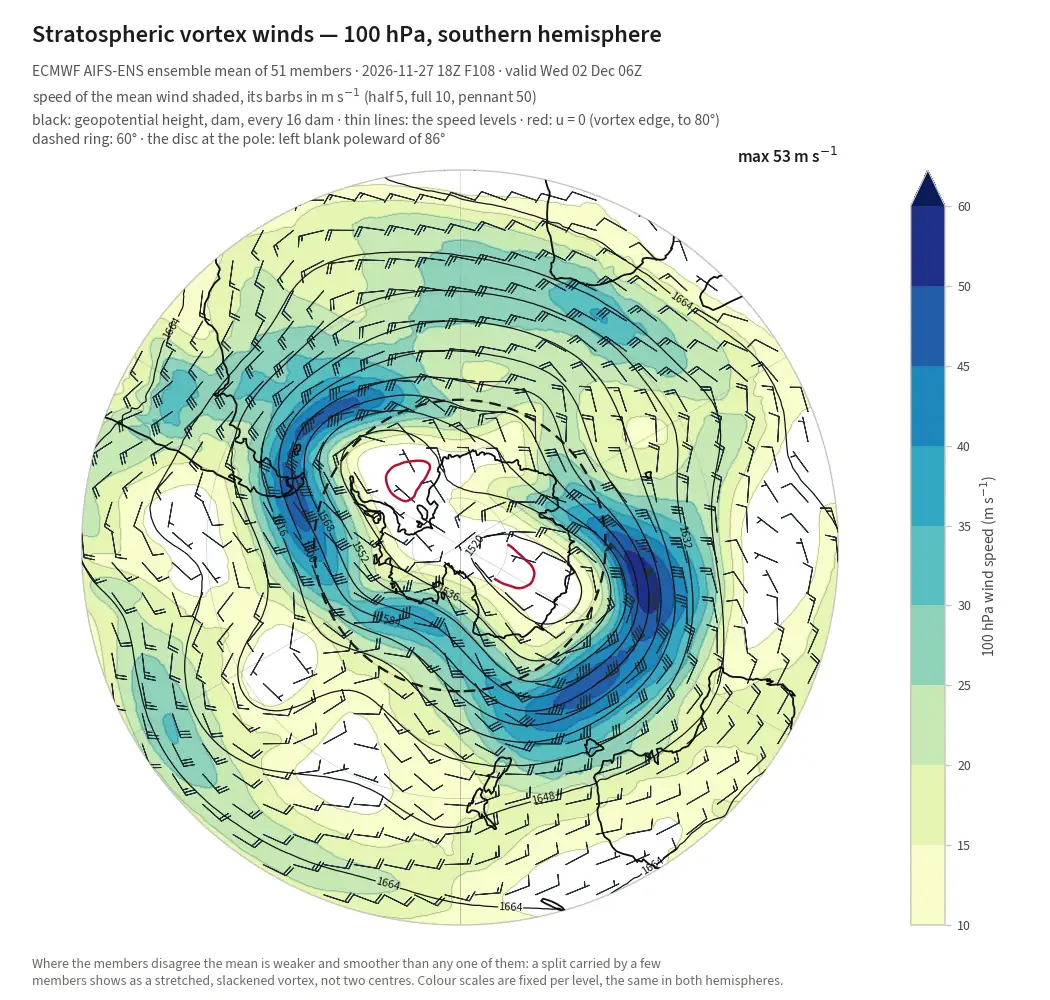 Stratospheric vortex winds — 100 hPa, southern hemisphere
ECMWF AIFS-ENS ensemble mean of 51 members · 2026-11-27 18Z F108 · valid Wed 02 Dec 06Z
speed of the mean wind shaded, its barbs in m s⁻¹ (half 5, full 10, pennant 50)
black: geopotential height, dam, every 16 dam · thin lines: the speed levels · red: u = 0 (vortex edge, to 80°)
dashed ring: 60° · the disc at the pole: left blank poleward of 86°
max 53 m s⁻¹
60
50
45
40
35
30
25
20
15
10
100 hPa wind speed (m s⁻¹)
1664
1664
1632
1568
1552
1520
1536
1584
1648
1664
1664
1664
Where the members disagree the mean is weaker and smoother than any one of them: a split carried by a few
members shows as a stretched, slackened vortex, not two centres. Colour scales are fixed per level, the same in both hemispheres.